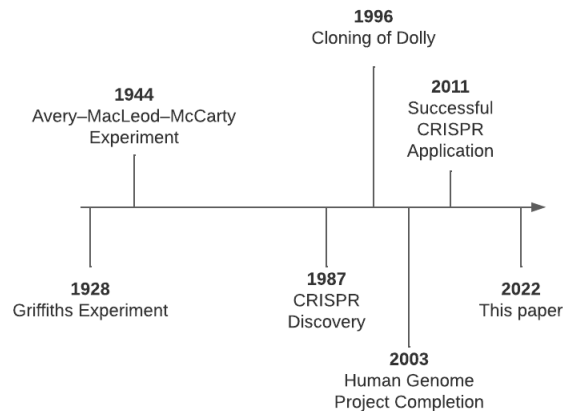 1996
Cloning of Dolly
1944
Avery–MacLeod–McCarty
Experiment
2011
Successful
CRISPR
Application
1928
Griffiths Experiment
1987
CRISPR
Discovery
2022
This paper
2003
Human Genome
Project Completion